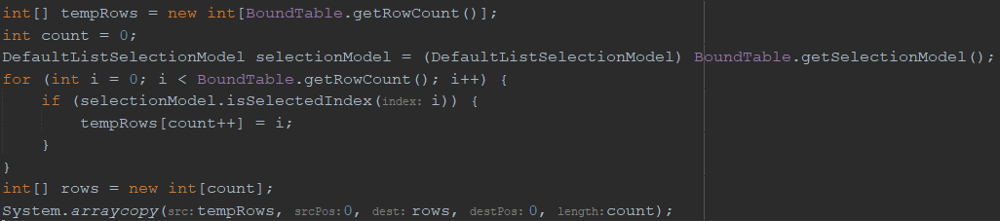 int[] tempRows = new int[BoundTable.getRowCount()];
int count = 0;
DefaultListSelectionModel selectionModel = (DefaultListSelectionModel) BoundTable.getSelectionModel();
for (int i = 0; i < BoundTable.getRowCount(); i++) {
    if (selectionModel.isSelectedIndex(index: i)) {
        tempRows[count++] = i;
    }
}
int[] rows = new int[count];
System.arraycopy(src: tempRows, srcPos: 0, dest: rows, destPos: 0, length: count);